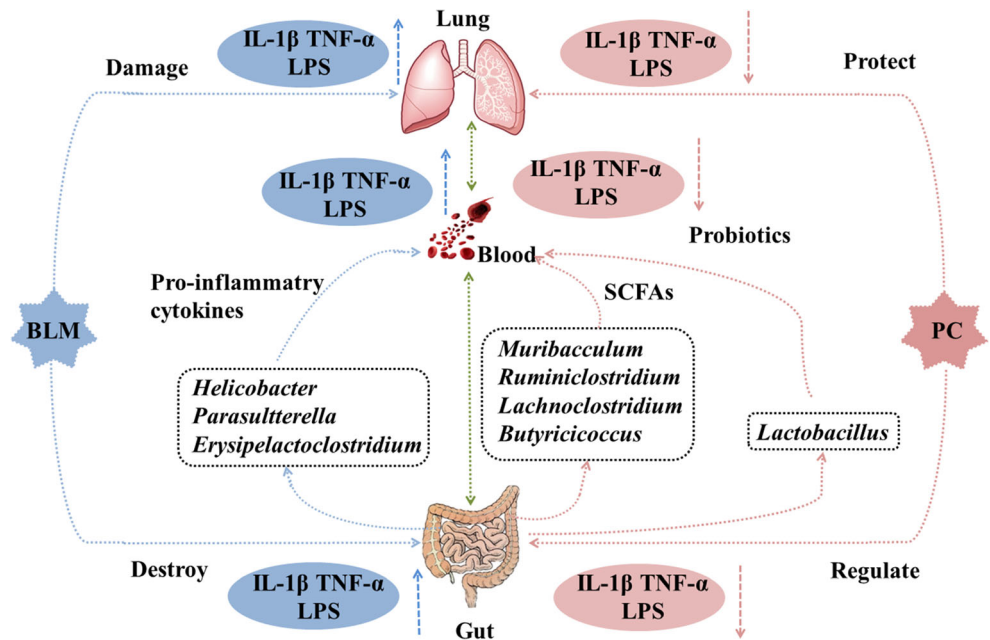 Lung
IL-1β TNF-α
LPS
IL-1β TNF-α
LPS
Damage
Protect
IL-1β TNF-α
LPS
IL-1β TNF-α
LPS
Probiotics
Blood
Pro-inflammatry
cytokines
SCFAs
BLM
PC
Muribacculum
Ruminiclostridium
Lachnoclostridium
Butyricicoccus
Helicobacter
Parasultterella
Erysipelactoclostridium
Lactobacillus
Destroy
Regulate
IL-1β TNF-α
LPS
IL-1β TNF-α
LPS
Gut